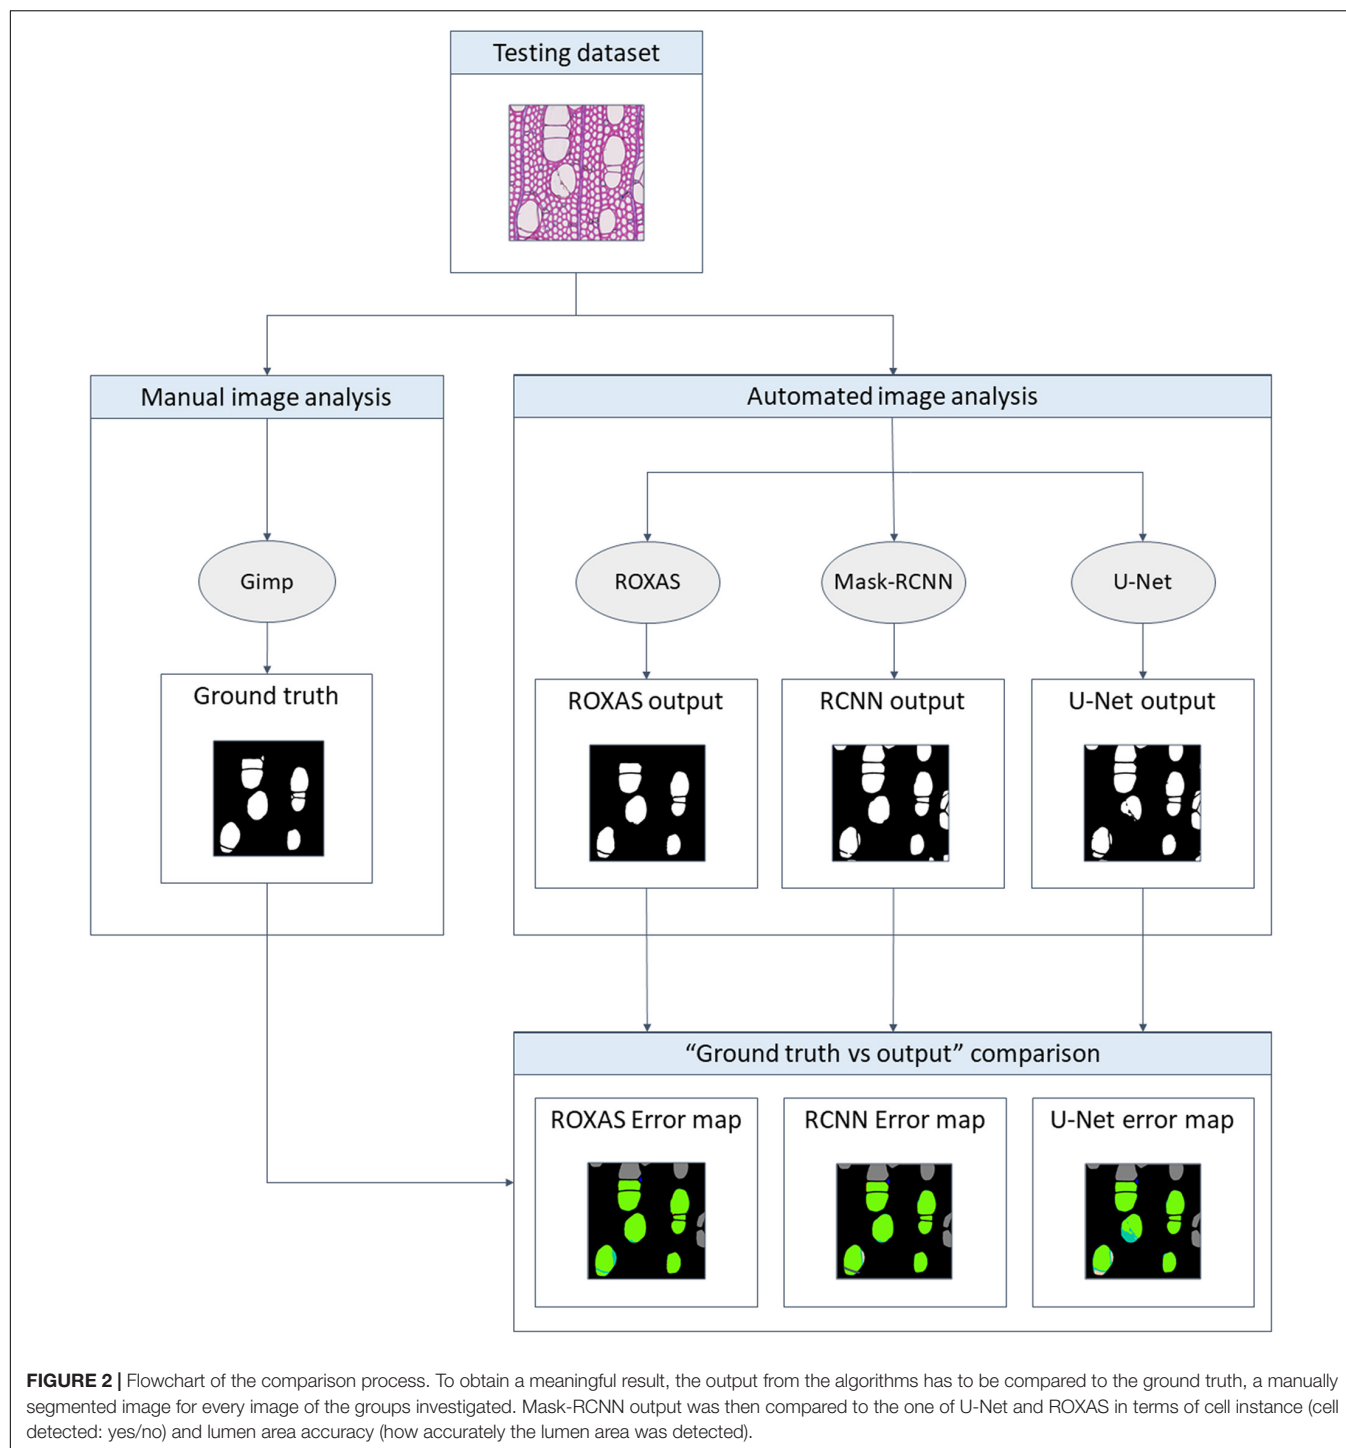 Testing dataset
Manual image analysis
Automated image analysis
Gimp
ROXAS
Mask-RCNN
U-Net
Ground truth
ROXAS output
RCNN output
U-Net output
“Ground truth vs output” comparison
ROXAS Error map
RCNN Error map
U-Net error map
FIGURE 2 | Flowchart of the comparison process. To obtain a meaningful result, the output from the algorithms has to be compared to the ground truth, a manually
segmented image for every image of the groups investigated. Mask-RCNN output was then compared to the one of U-Net and ROXAS in terms of cell instance (cell
detected: yes/no) and lumen area accuracy (how accurately the lumen area was detected).